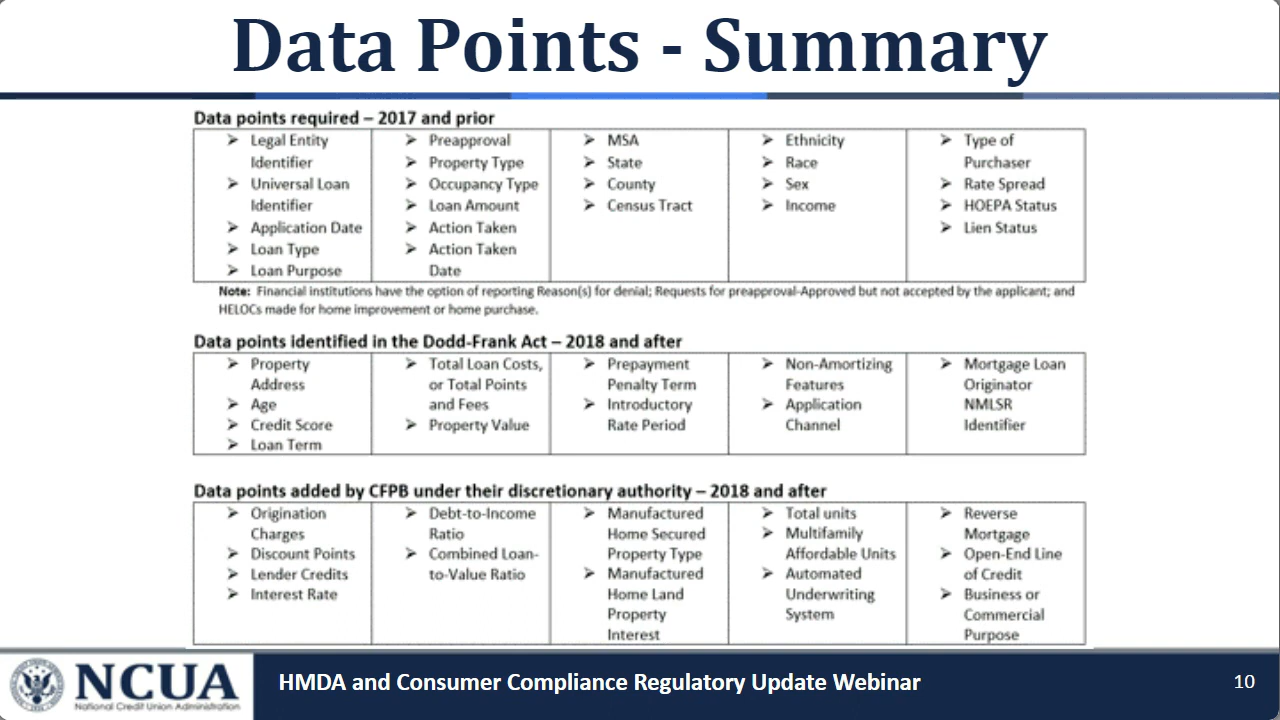 Data Points - Summary
Data points required – 2017 and prior
➢ Legal Entity
Identifier
➢ Universal Loan
Identifier
➢ Application Date
➢ Loan Type
➢ Loan Purpose
➢ Preapproval
➢ Property Type
➢ Occupancy Type
➢ Loan Amount
➢ Action Taken
➢ Action Taken
Date
➢ MSA
➢ State
➢ County
➢ Census Tract
➢ Ethnicity
➢ Race
➢ Sex
➢ Income
➢ Type of
Purchaser
➢ Rate Spread
➢ HOEPA Status
➢ Lien Status
Note: Financial institutions have the option of reporting Reason(s) for denial; Requests for preapproval-Approved but not accepted by the applicant; and
HELOCs made for home improvement or home purchase.
Data points identified in the Dodd-Frank Act – 2018 and after
➢ Property
Address
➢ Age
➢ Credit Score
➢ Loan Term
➢ Total Loan Costs,
or Total Points
and Fees
➢ Property Value
➢ Prepayment
Penalty Term
➢ Introductory
Rate Period
➢ Non-Amortizing
Features
➢ Application
Channel
➢ Mortgage Loan
Originator
NMLSR
Identifier
Data points added by CFPB under their discretionary authority – 2018 and after
➢ Origination
Charges
➢ Discount Points
➢ Lender Credits
➢ Interest Rate
➢ Debt-to-Income
Ratio
➢ Combined Loan-
to-Value Ratio
➢ Manufactured
Home Secured
Property Type
➢ Manufactured
Home Land
Property
Interest
➢ Total units
➢ Multifamily
Affordable Units
➢ Automated
Underwriting
System
➢ Reverse
Mortgage
➢ Open-End Line
of Credit
➢ Business or
Commercial
Purpose
NCUA
National Credit Union Administration
HMDA and Consumer Compliance Regulatory Update Webinar
10